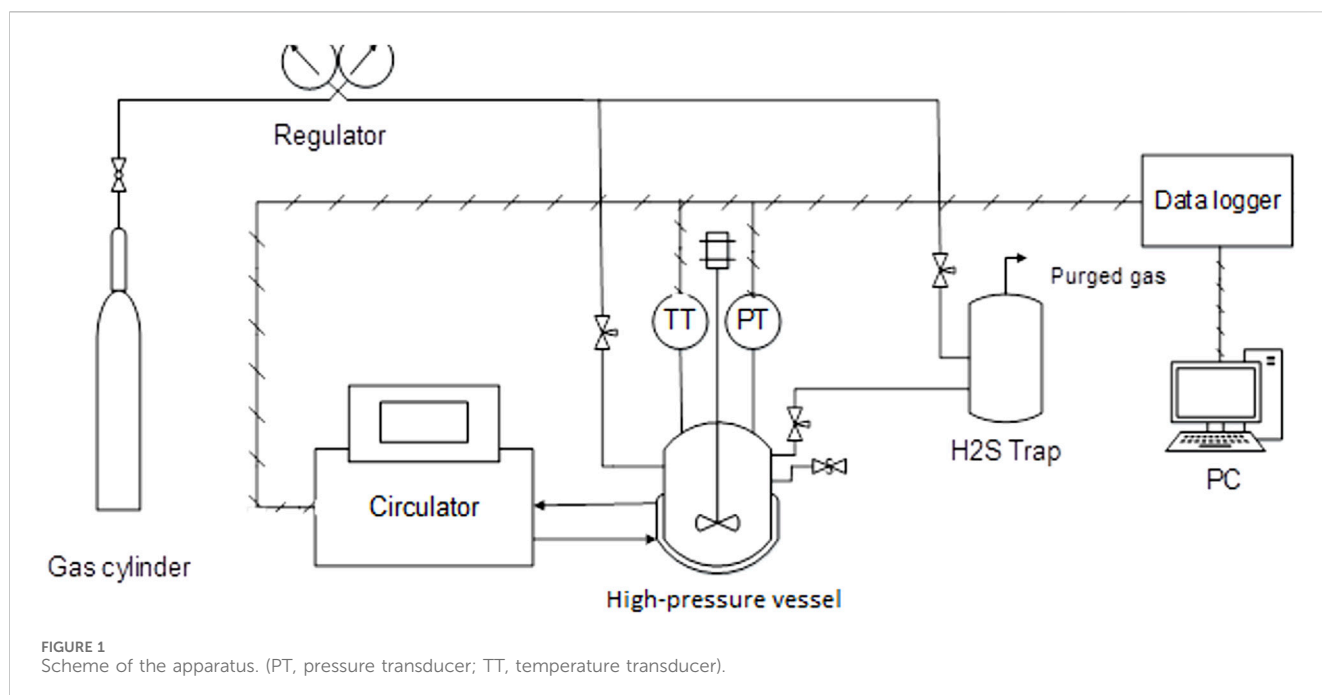 Regulator
Data logger
Purged gas
TT
PT
H2S Trap
PC
Circulator
Gas cylinder
High-pressure vessel
FIGURE 1
Scheme of the apparatus. (PT, pressure transducer; TT, temperature transducer).